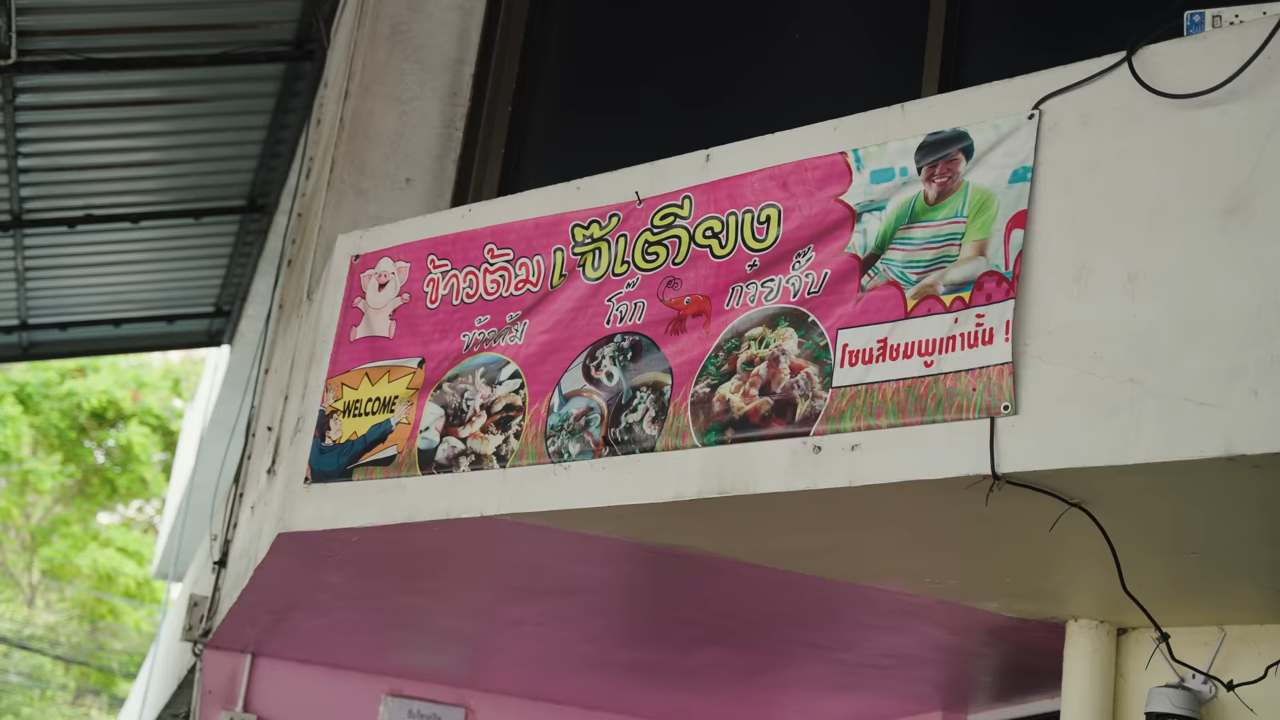 ข้าวต้มเจ๊เตียง
ข้าวต้ม
โจ๊ก
ก๋วยจั๊บ
WELCOME
โซนสีชมพูเท่านั้น !